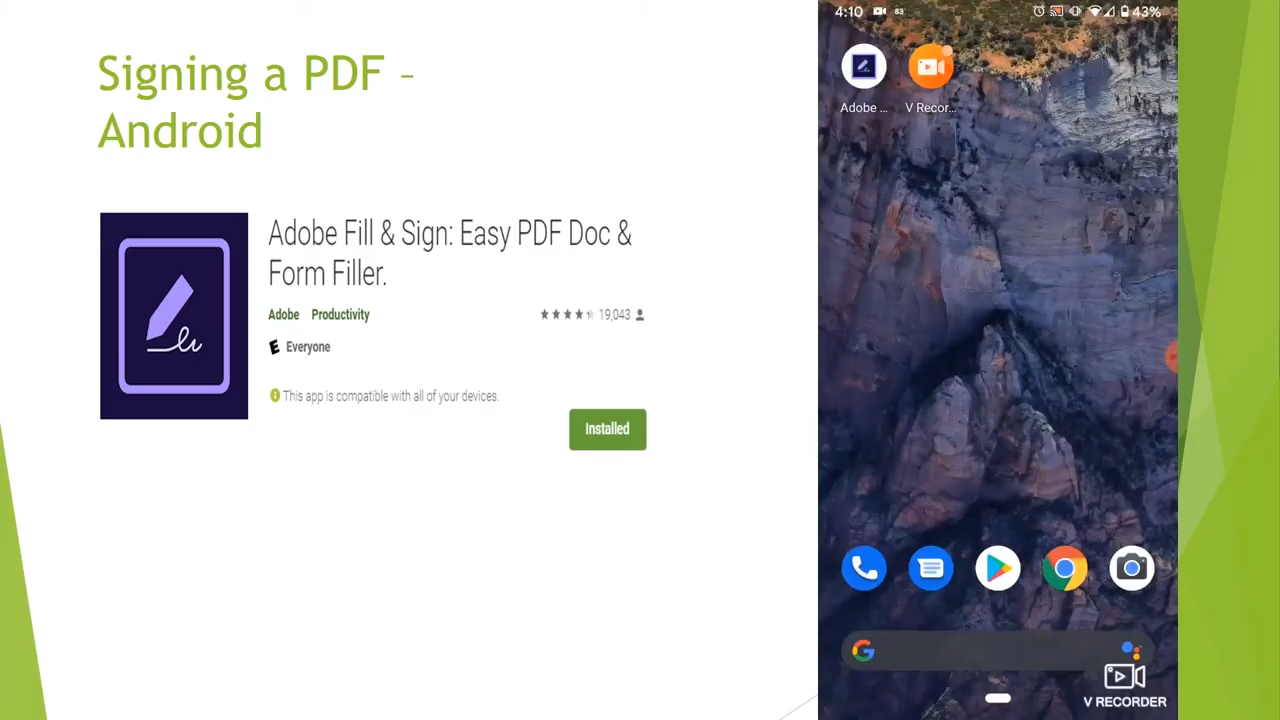 Signing a PDF –
Android
Adobe Fill & Sign: Easy PDF Doc &
Form Filler.
Adobe Productivity
19,043
E Everyone
This app is compatible with all of your devices.
Installed
4:10 83 43%
Adobe ... V Recor...
V RECORDER